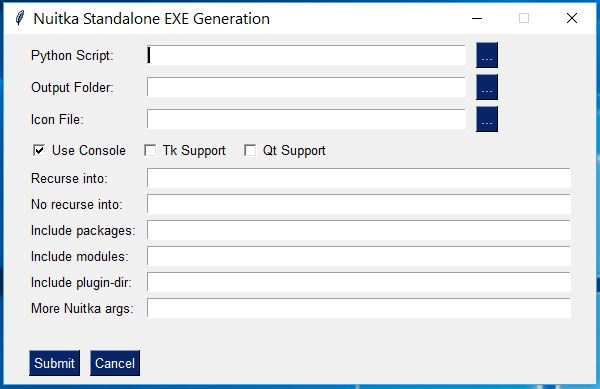 Nuitka Standalone EXE Generation
Python Script: ...
Output Folder: ...
Icon File: ...
Use Console Tk Support Qt Support
Recurse into:
No recurse into:
Include packages:
Include modules:
Include plugin-dir:
More Nuitka args:
Submit Cancel